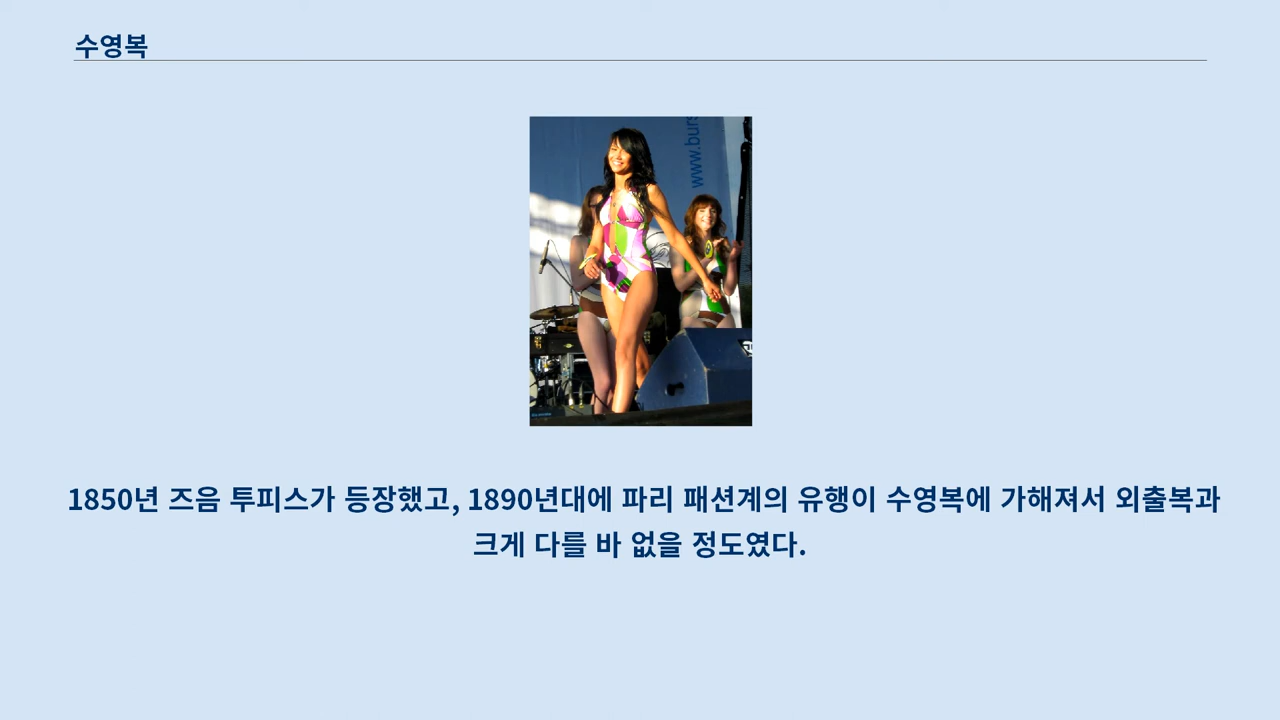 수영복
www.burs
1850년 즈음 투피스가 등장했고, 1890년대에 파리 패션계의 유행이 수영복에 가해져서 외출복과
크게 다를 바 없을 정도였다.